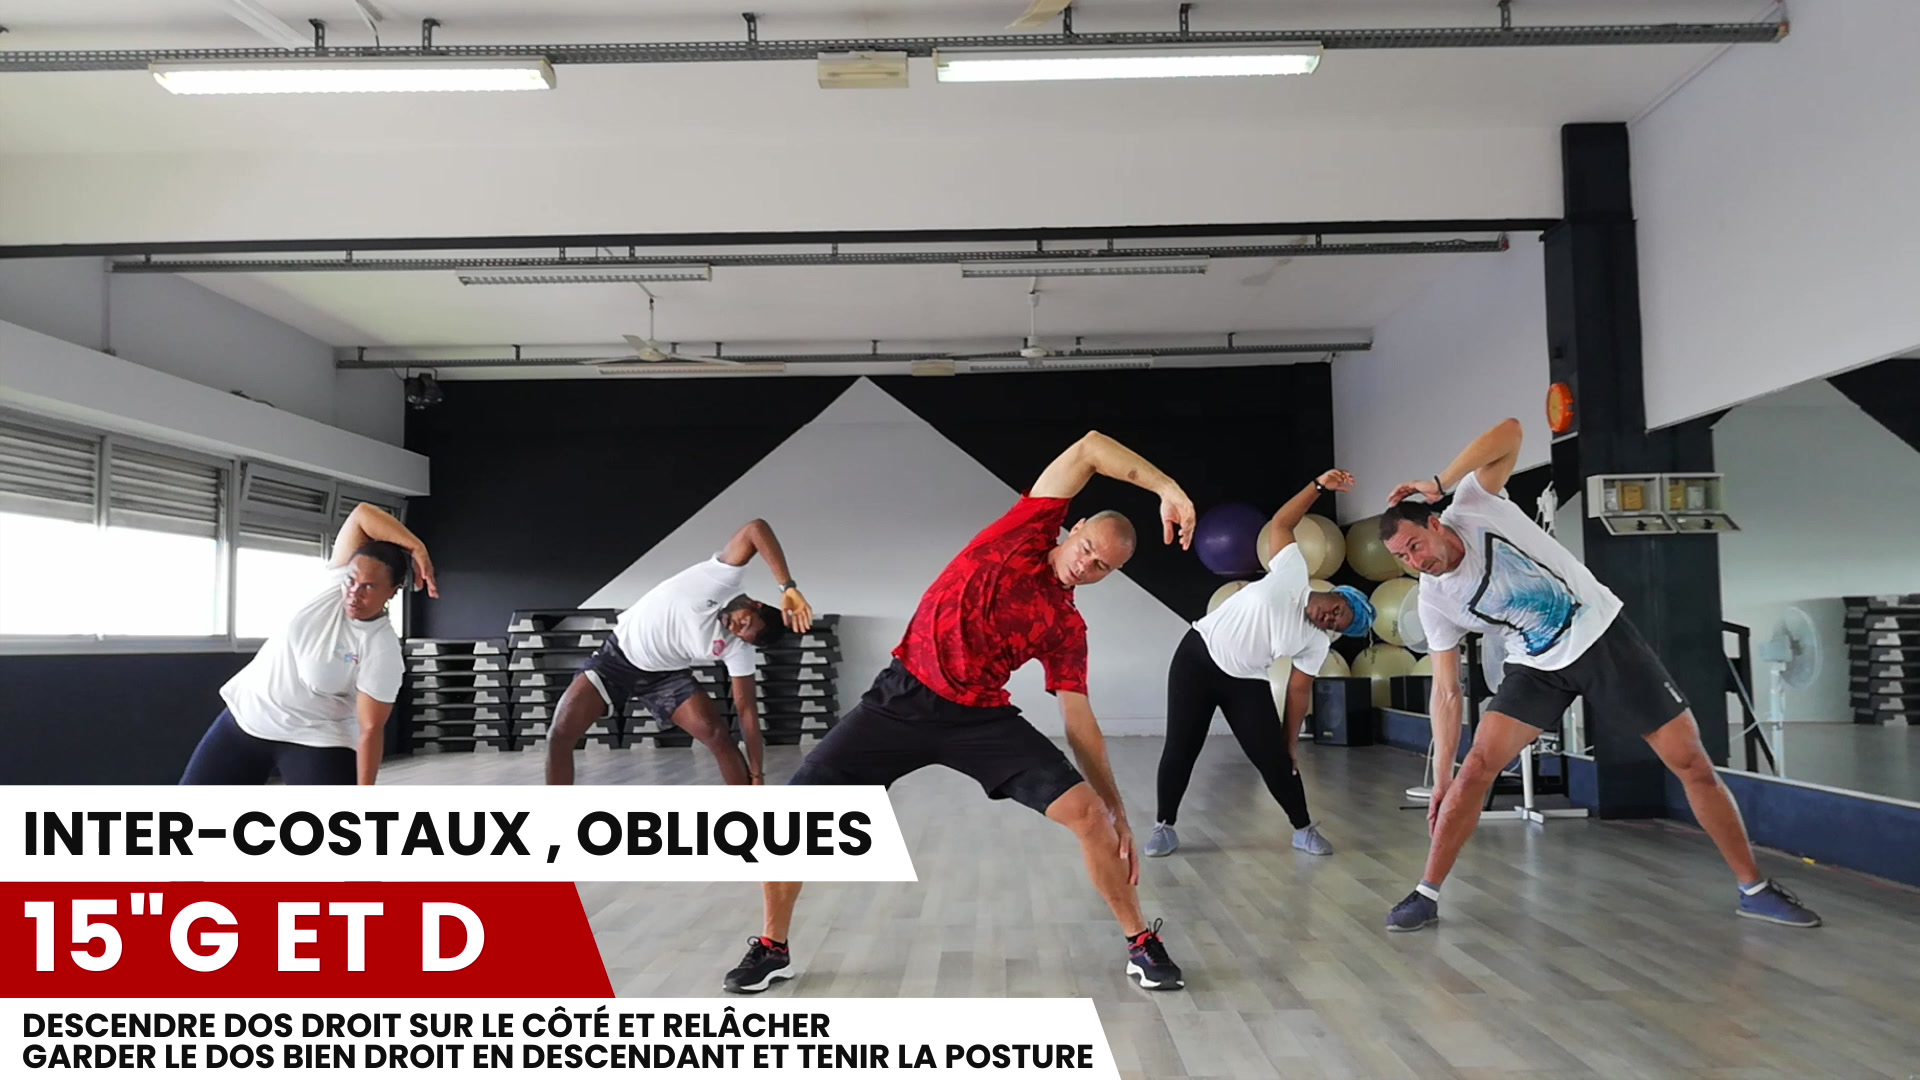 INTER-COSTAUX , OBLIQUES
15"G ET D
DESCENDRE DOS DROIT SUR LE CÔTÉ ET RELÂCHER
GARDER LE DOS BIEN DROIT EN DESCENDANT ET TENIR LA POSTURE